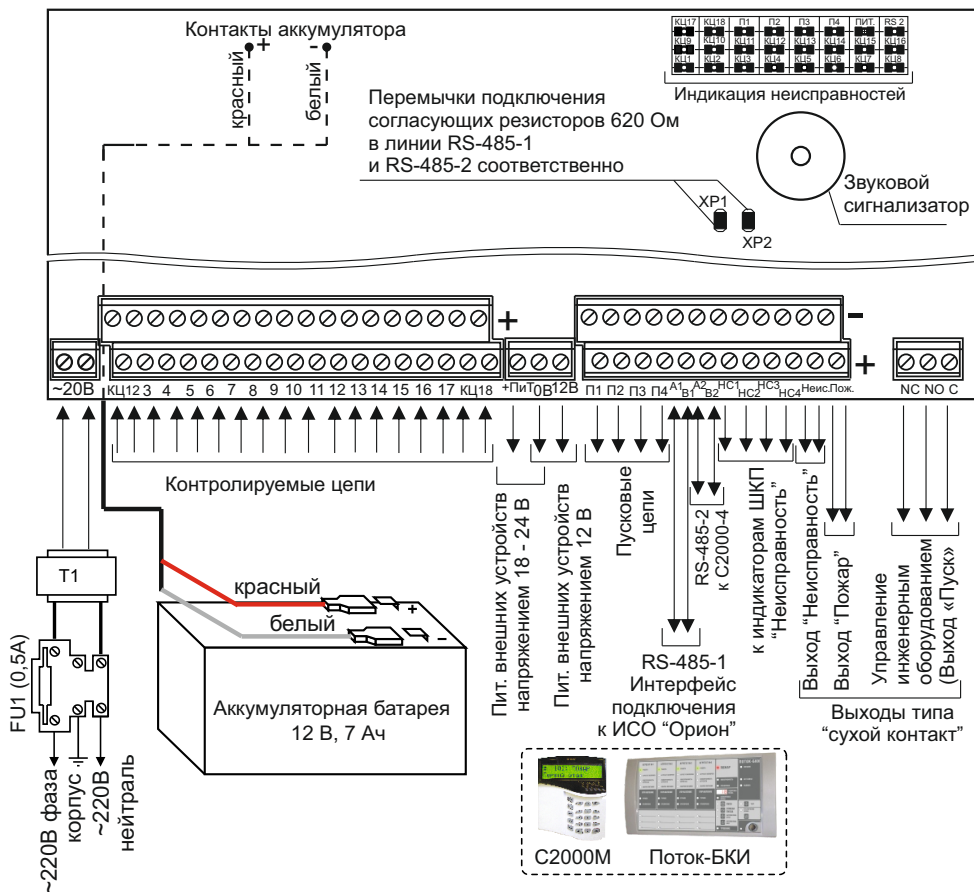 Контакты аккумулятора
+
-
красный
белый
КЦ17 КЦ18 П1 П2 П3 П4 ПИТ. RS 2
КЦ9 КЦ10 КЦ11 КЦ12 КЦ13 КЦ14 КЦ15 КЦ16
КЦ1 КЦ2 КЦ3 КЦ4 КЦ5 КЦ6 КЦ7 КЦ8
Индикация неисправностей
Перемычки подключения
согласующих резисторов 620 Ом
в линии RS-485-1
и RS-485-2 соответственно
XP1
XP2
Звуковой
сигнализатор
+
-
+
~20В
КЦ12 3 4 5 6 7 8 9 10 11 12 13 14 15 16 17 КЦ18
+ПиТ- 0В 12В
П1 П2 П3 П4 А1 В1 А2 В2 НС1 НС2 НС3 НС4 Неис. Пож.
NC NO C
Контролируемые цепи
Пит. внешних устройств
напряжением 18 - 24 В
Пит. внешних устройств
напряжением 12 В
Пусковые
цепи
RS-485-2
к С2000-4
к индикаторам ШКП
“Неисправность”
Выход “Неисправность”
Выход “Пожар”
Управление
инженерным
оборудованием
(Выход «Пуск»
Выходы типа
“сухой контакт”
RS-485-1
Интерфейс
подключения
к ИСО “Орион”
T1
FU1 (0,5А)
красный
белый
+
–
Аккумуляторная батарея
12 В, 7 Ач
~220В фаза
корпус
~220В
нейтраль
С2000М
Поток-БКИ